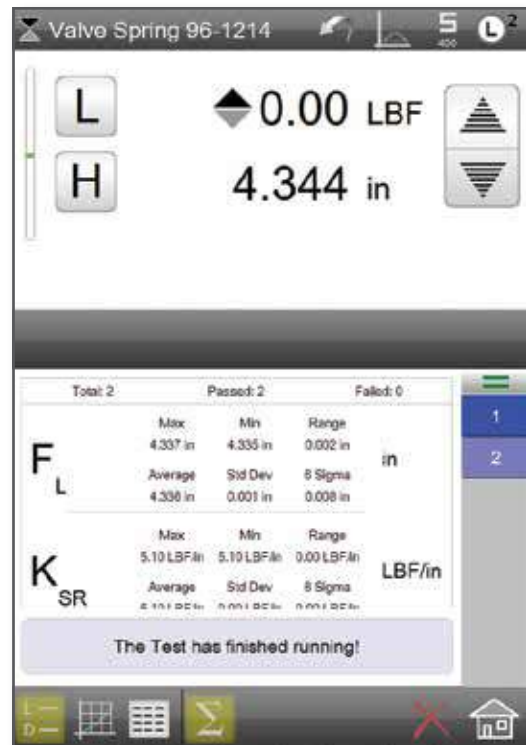 Valve Spring 96-1214
5
400
L 2
L
0.00 LBF
H
4.344 in
Total: 2 Passed: 2 Failed: 0
1
2
Max Min Range
4.337 in 4.335 in 0.002 in
F L in
Average Std Dev 6 Sigma
4.336 in 0.001 in 0.008 in
Max Min Range
5.10 LBF/in 5.10 LBF/in 0.00 LBF/in
K SR LBF/in
Average Std Dev 6 Sigma
The Test has finished running!
L
D
Σ